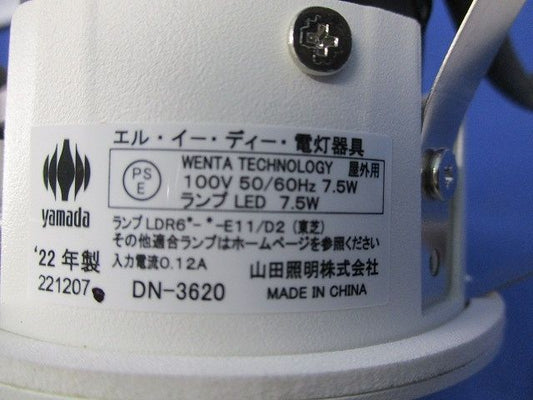 エル・イー・ディー・電灯器具
PS
E
WENTA TECHNOLOGY 屋外用
100V 50/60Hz 7.5W
ランプ LED 7.5W
yamada
ランプ LDR6*-*-E11/D2 (東芝)
その他適合ランプはホームページを参照ください
'22年製
入力電流0.12A
山田照明株式会社
221207
DN-3620
MADE IN CHINA